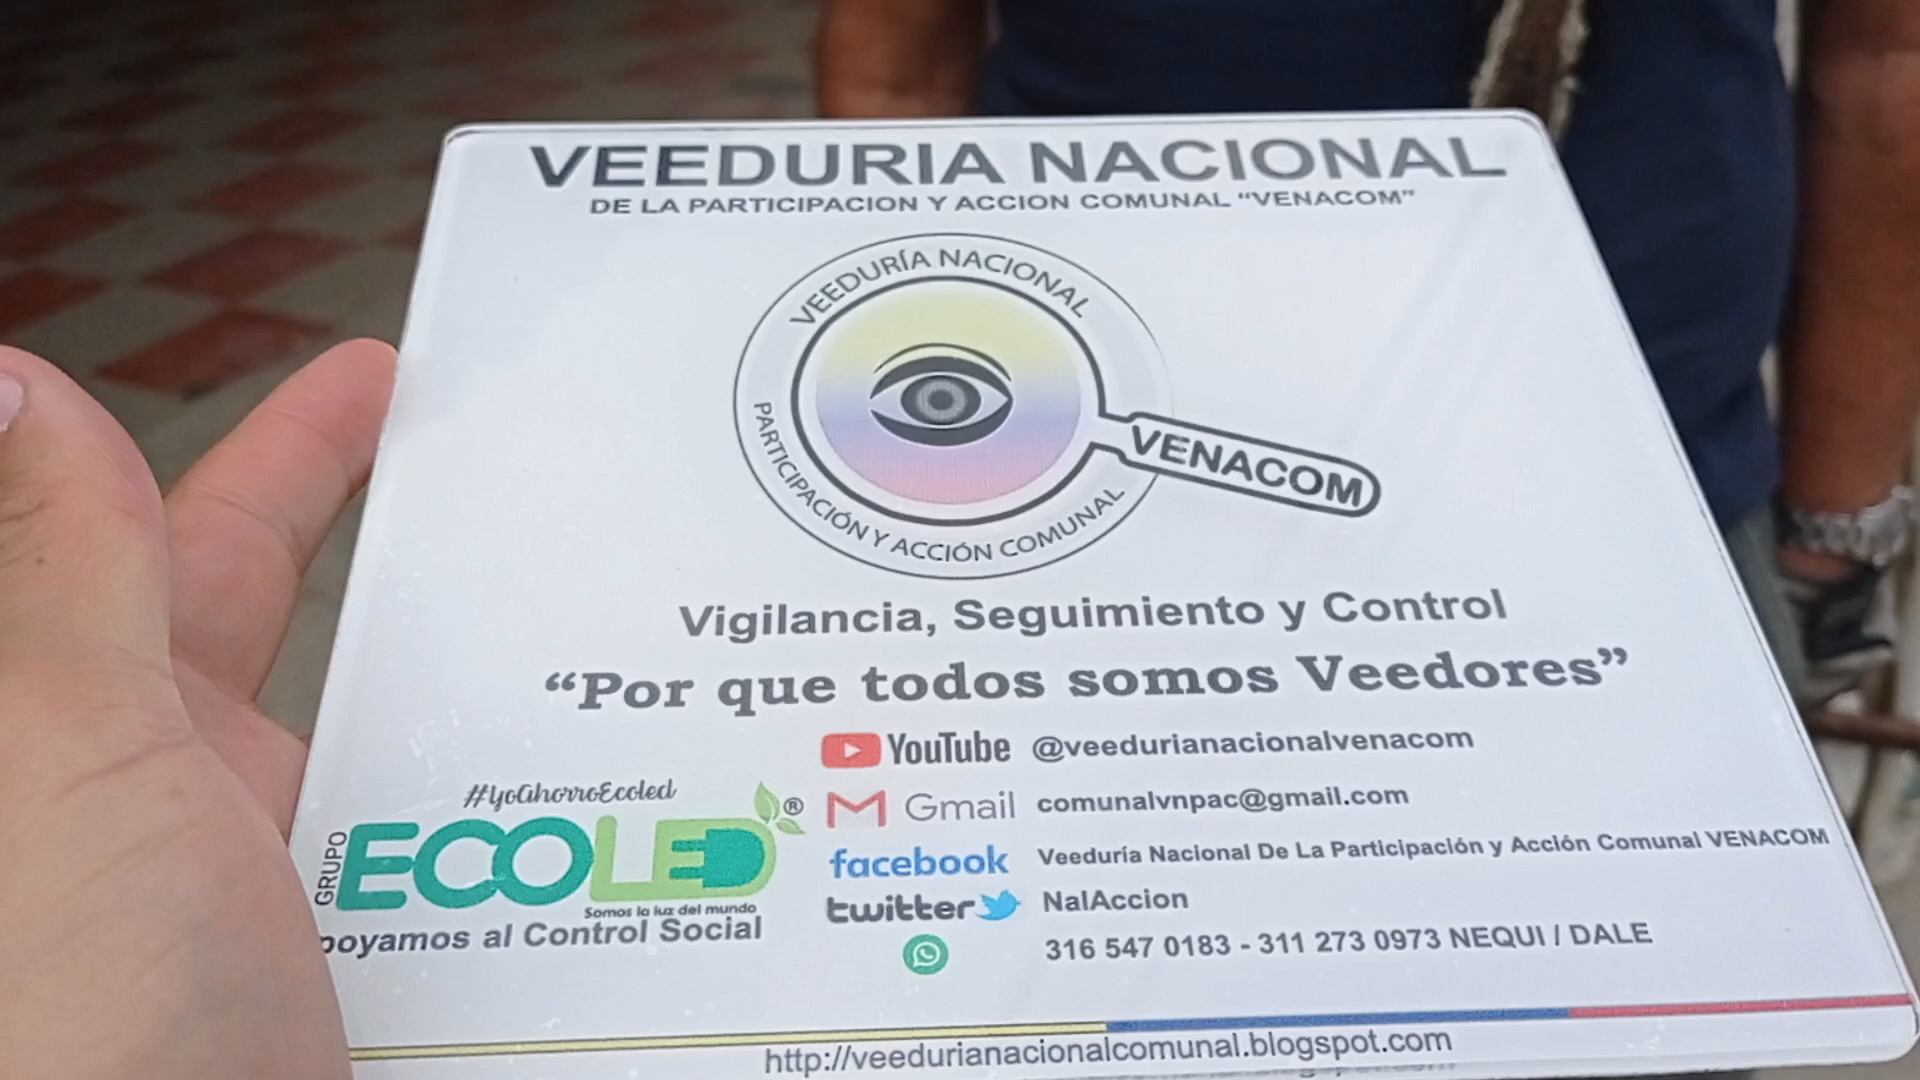 VEEDURIA NACIONAL
DE LA PARTICIPACION Y ACCION COMUNAL "VENACOM"
VEEDURÍA NACIONAL
PARTICIPACIÓN Y ACCIÓN COMUNAL
VENACOM
Vigilancia, Seguimiento y Control
“Por que todos somos Veedores”
YouTube @veedurianacionalvenacom
Gmail comunalvnpac@gmail.com
facebook Veeduría Nacional De La Participación y Acción Comunal VENACOM
twitter NalAccion
316 547 0183 - 311 273 0973 NEQUI / DALE
#YoAhorroEcoled
GRUPO
ECOLED®
Somos la luz del mundo
poyamos al Control Social
http://veedurianacionalcomunal.blogspot.com